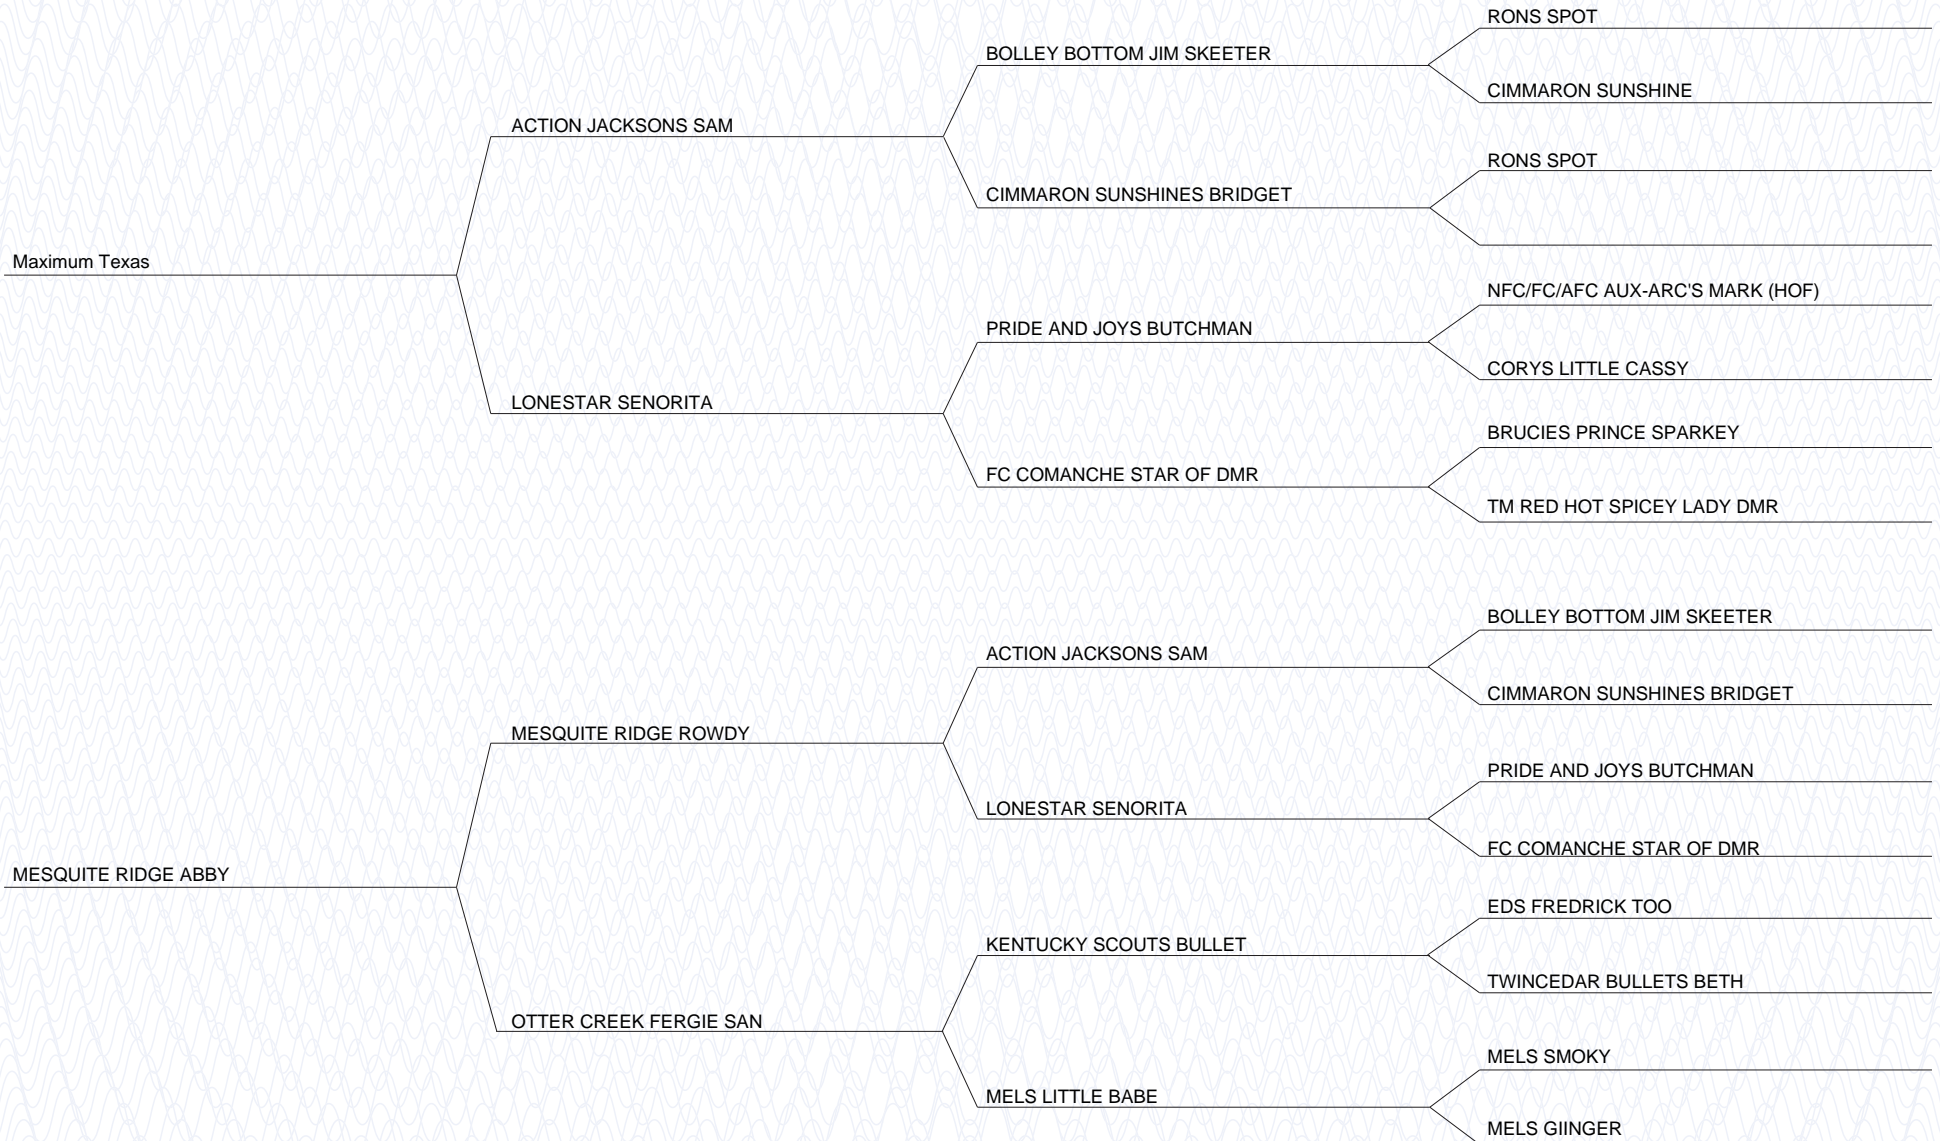 RONS SPOT
BOLLEY BOTTOM JIM SKEETER
CIMMARON SUNSHINE
ACTION JACKSONS SAM
RONS SPOT
CIMMARON SUNSHINES BRIDGET
Maximum Texas
NFC/FC/AFC AUX-ARC'S MARK (HOF)
PRIDE AND JOYS BUTCHMAN
CORYS LITTLE CASSY
LONESTAR SENORITA
BRUCIES PRINCE SPARKEY
FC COMANCHE STAR OF DMR
TM RED HOT SPICEY LADY DMR
BOLLEY BOTTOM JIM SKEETER
ACTION JACKSONS SAM
CIMMARON SUNSHINES BRIDGET
MESQUITE RIDGE ROWDY
PRIDE AND JOYS BUTCHMAN
LONESTAR SENORITA
FC COMANCHE STAR OF DMR
MESQUITE RIDGE ABBY
EDS FREDRICK TOO
KENTUCKY SCOUTS BULLET
TWINCEDAR BULLETS BETH
OTTER CREEK FERGIE SAN
MELS SMOKY
MELS LITTLE BABE
MELS GIINGER